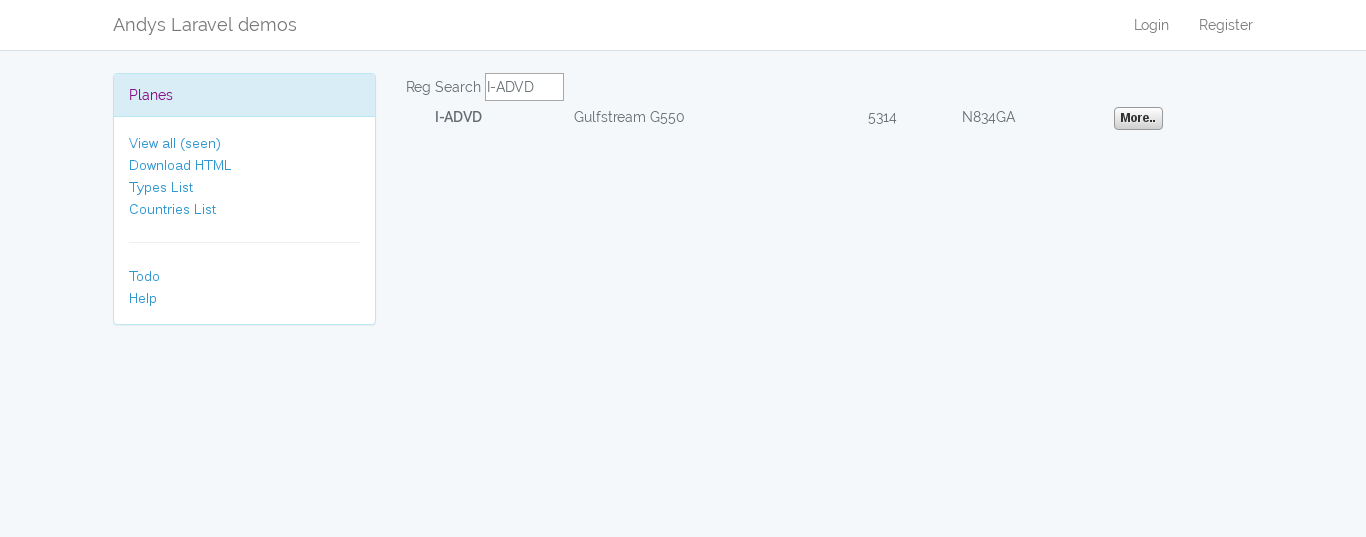 Andys Laravel demos Login Register
Planes
View all (seen)
Download HTML
Types List
Countries List
Todo
Help
Reg Search I-ADVD
I-ADVD Gulfstream G550 5314 N834GA More..